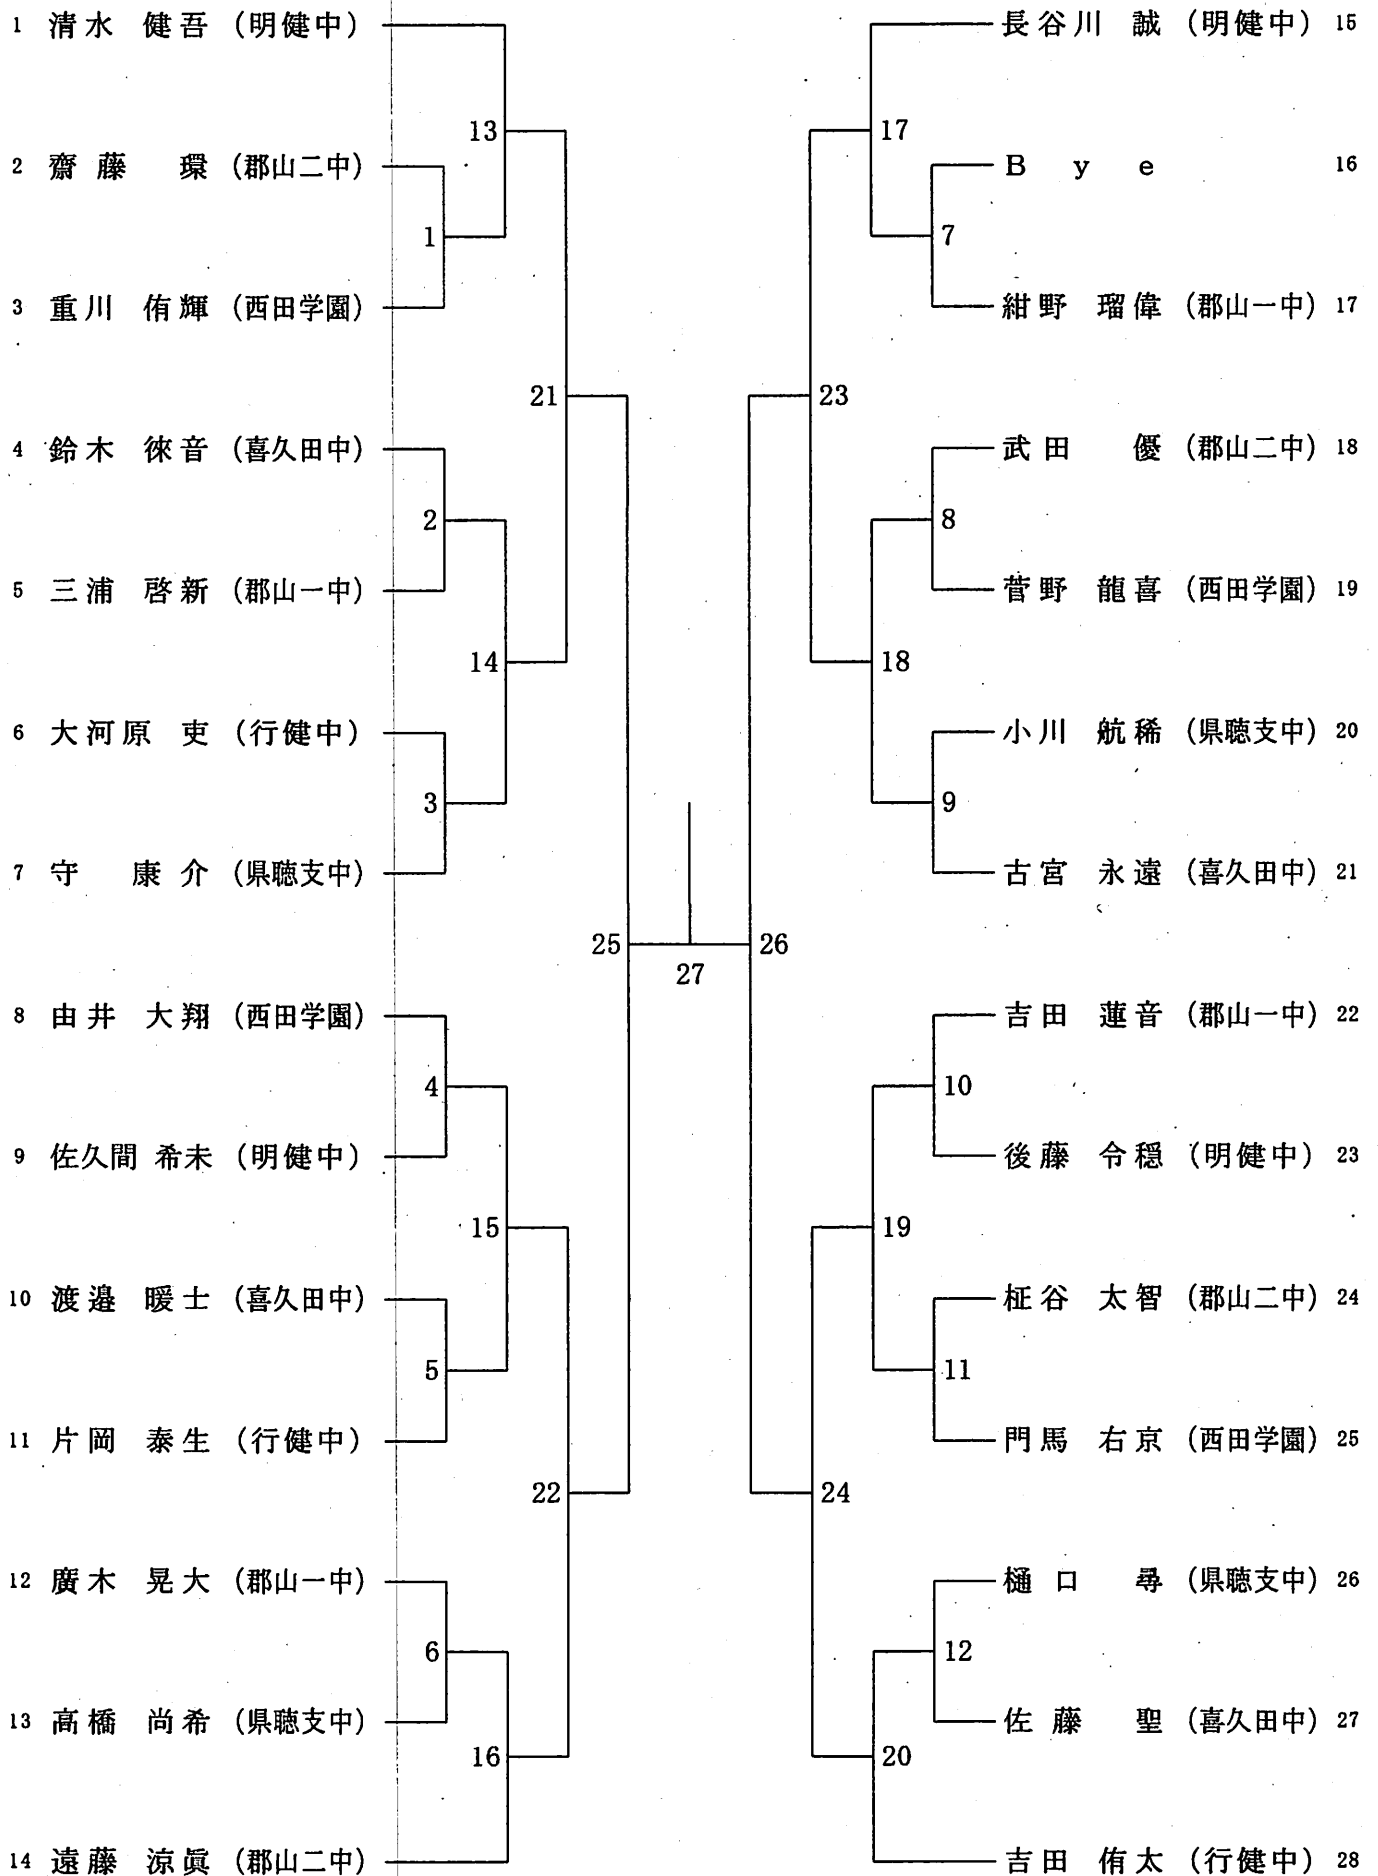 1 清水 健吾 (明健中)
13
2 齋藤 環 (郡山二中)
1
3 重川 侑輝 (西田学園)
21
4 鈴木 徠音 (喜久田中)
2
5 三浦 啓新 (郡山一中)
14
6 大河原 吏 (行健中)
3
7 守 康介 (県聴支中)
25
8 由井 大翔 (西田学園)
4
9 佐久間 希未 (明健中)
15
10 渡邉 暖士 (喜久田中)
5
11 片岡 泰生 (行健中)
22
12 廣木 晃大 (郡山一中)
6
13 高橋 尚希 (県聴支中)
16
14 遠藤 涼眞 (郡山二中)
27
長谷川 誠 (明健中) 15
17
Bye 16
7
紺野 瑠偉 (郡山一中) 17
23
武田 優 (郡山二中) 18
8
菅野 龍喜 (西田学園) 19
18
小川 航稀 (県聴支中) 20
9
古宮 永遠 (喜久田中) 21
26
吉田 蓮音 (郡山一中) 22
10
後藤 令穏 (明健中) 23
19
柾谷 太智 (郡山二中) 24
11
門馬 右京 (西田学園) 25
24
樋口 尋 (県聴支中) 26
12
佐藤 聖 (喜久田中) 27
20
吉田 侑太 (行健中) 28